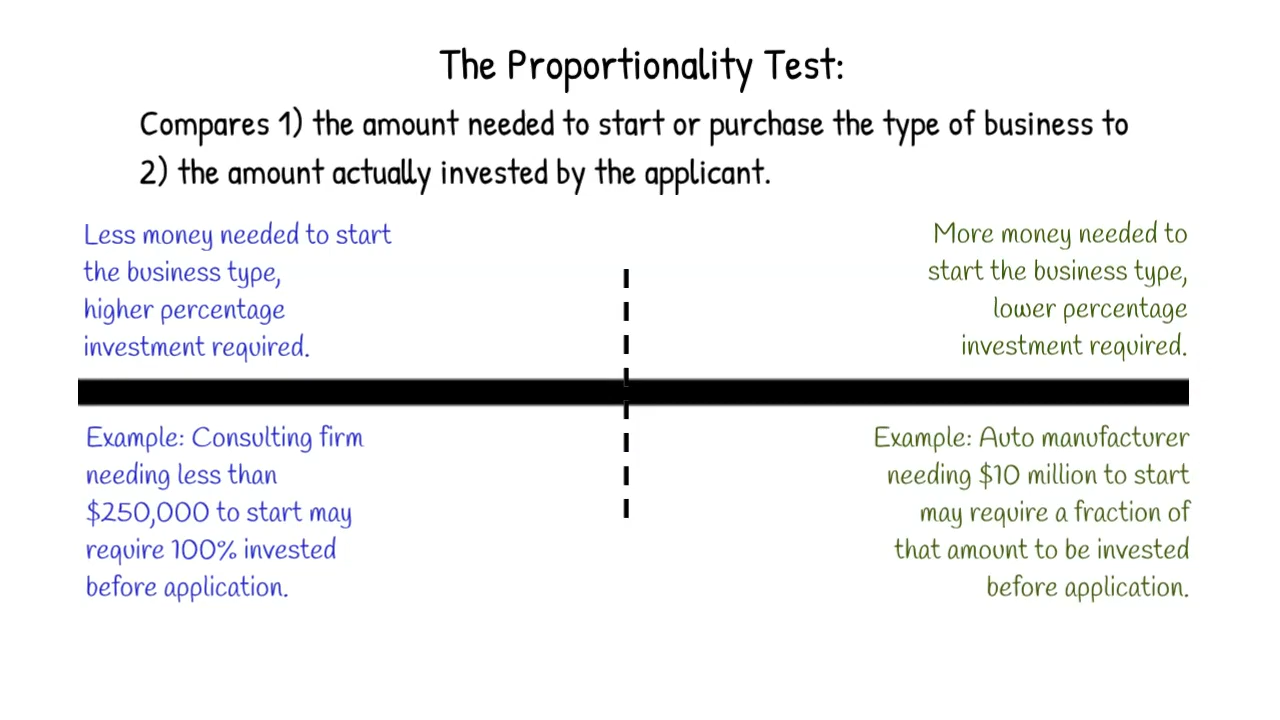 The Proportionality Test:
Compares 1) the amount needed to start or purchase the type of business to
2) the amount actually invested by the applicant.
Less money needed to start
the business type,
higher percentage
investment required.
More money needed to
start the business type,
lower percentage
investment required.
Example: Consulting firm
needing less than
$250,000 to start may
require 100% invested
before application.
Example: Auto manufacturer
needing $10 million to start
may require a fraction of
that amount to be invested
before application.